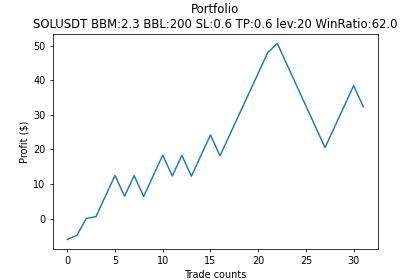 Portfolio
SOLUSDT BBM:2.3 BBL:200 SL:0.6 TP:0.6 lev:20 WinRatio:62.0
50
40
30
20
10
0
Profit ($)
0 5 10 15 20 25 30
Trade counts